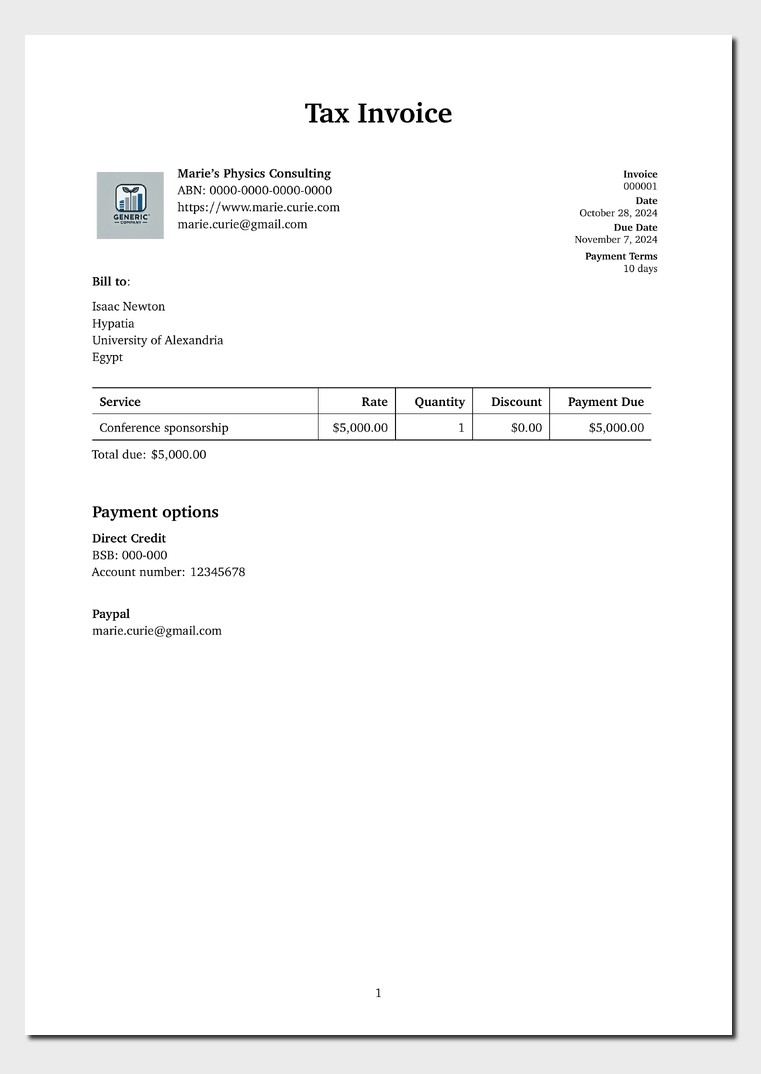 Tax Invoice
GENERIC
COMPANY
Marie’s Physics Consulting
ABN: 0000-0000-0000-0000
https://www.marie.curie.com
marie.curie@gmail.com
Invoice
000001
Date
October 28, 2024
Due Date
November 7, 2024
Payment Terms
10 days
Bill to:
Isaac Newton
Hypatia
University of Alexandria
Egypt
Service Rate Quantity Discount Payment Due
Conference sponsorship $5,000.00 1 $0.00 $5,000.00
Total due: $5,000.00
Payment options
Direct Credit
BSB: 000-000
Account number: 12345678
Paypal
marie.curie@gmail.com
1